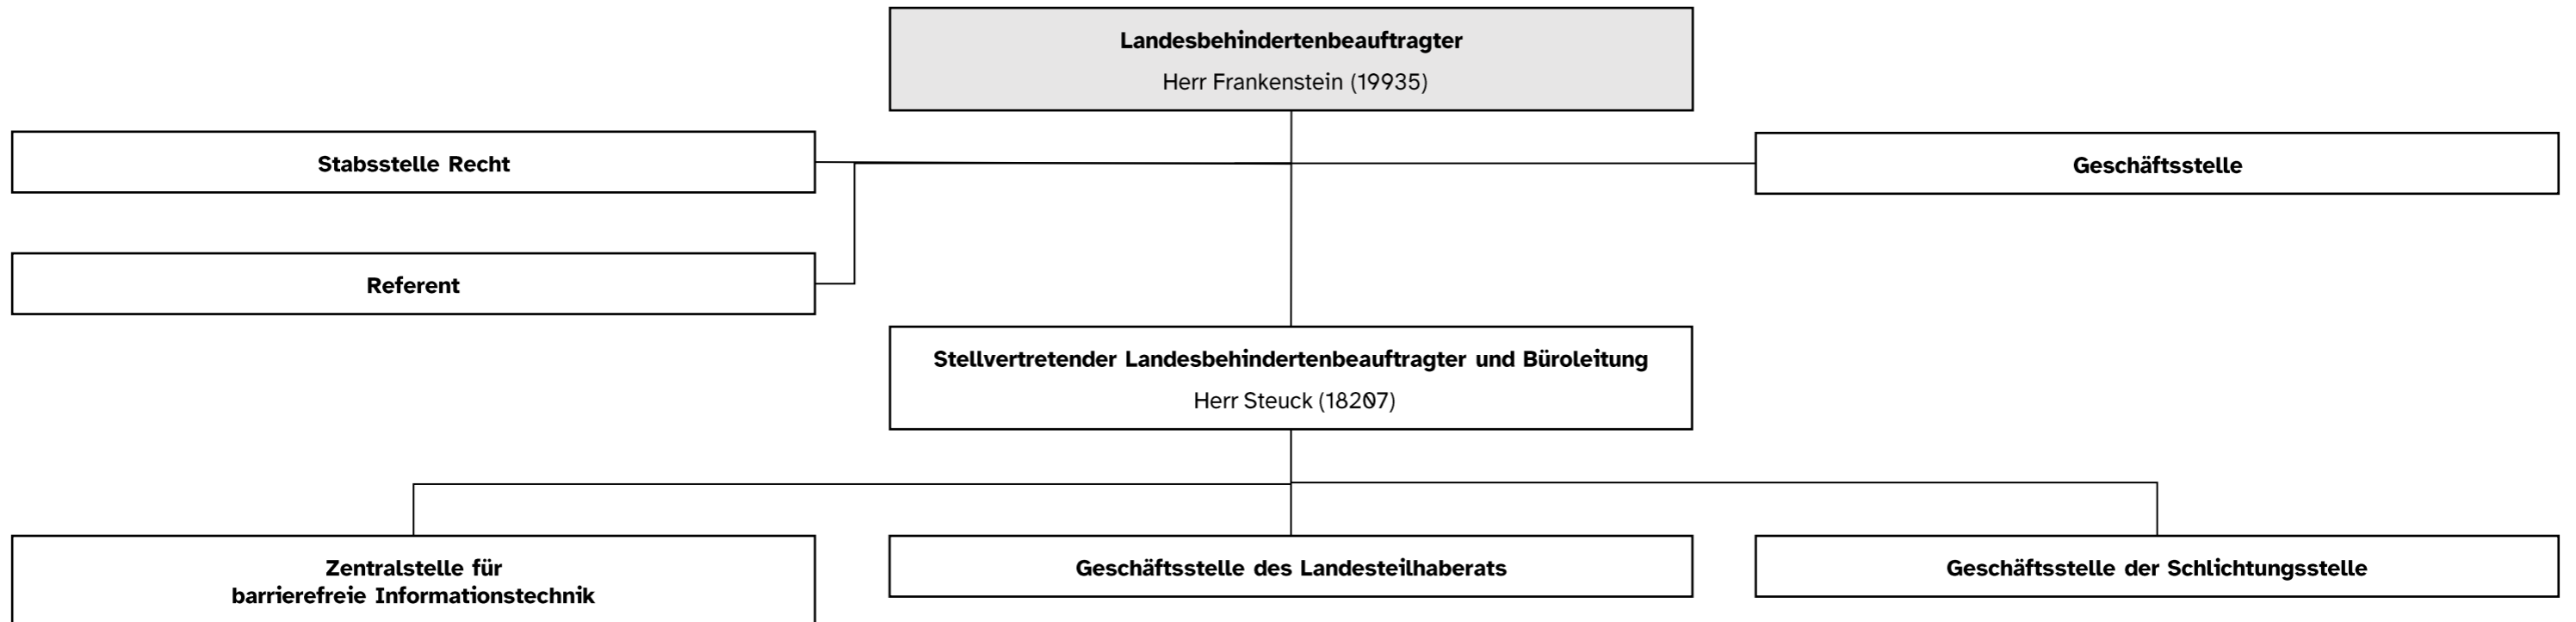 Landesbehindertenbeauftragter
Herr Frankenstein (19935)
Stabsstelle Recht
Geschäftsstelle
Referent
Stellvertretender Landesbehindertenbeauftragter und Büroleitung
Herr Steuck (18207)
Zentralstelle für
barrierefreie Informationstechnik
Geschäftsstelle des Landesteilhaberats
Geschäftsstelle der Schlichtungsstelle